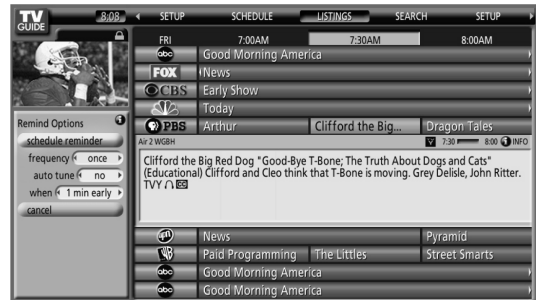 TV GUIDE
8:08
SETUP SCHEDULE LISTINGS SEARCH SETUP
FRI 7:00AM 7:30AM 8:00AM
abc Good Morning America
FOX News
CBS Early Show
Today
PBS Arthur Clifford the Big... Dragon Tales
Air 2 WGBH 7:30 8:00 INFO
Clifford the Big Red Dog "Good-Bye
T-Bone; The Truth About Dogs and Cats"
(Educational) Clifford and Cleo think that T-Bone is moving. Grey Delisle, John Ritter.
TVY CC
Remind Options
schedule reminder
frequency once
auto tune no
when 1 min early
cancel
News Pyramid
WB Paid Programming The Littles Street Smarts
abc Good Morning America
abc Good Morning America